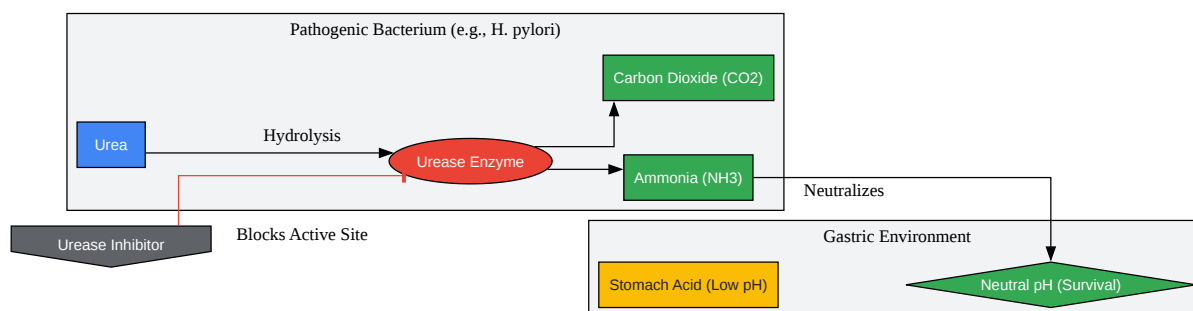 Pathogenic Bacterium (e.g., H. pylori)
Carbon Dioxide (CO2)
Urea
Hydrolysis
Urease Enzyme
Ammonia (NH3)
Neutralizes
Urease Inhibitor
Blocks Active Site
Gastric Environment
Stomach Acid (Low pH)
Neutral pH (Survival)